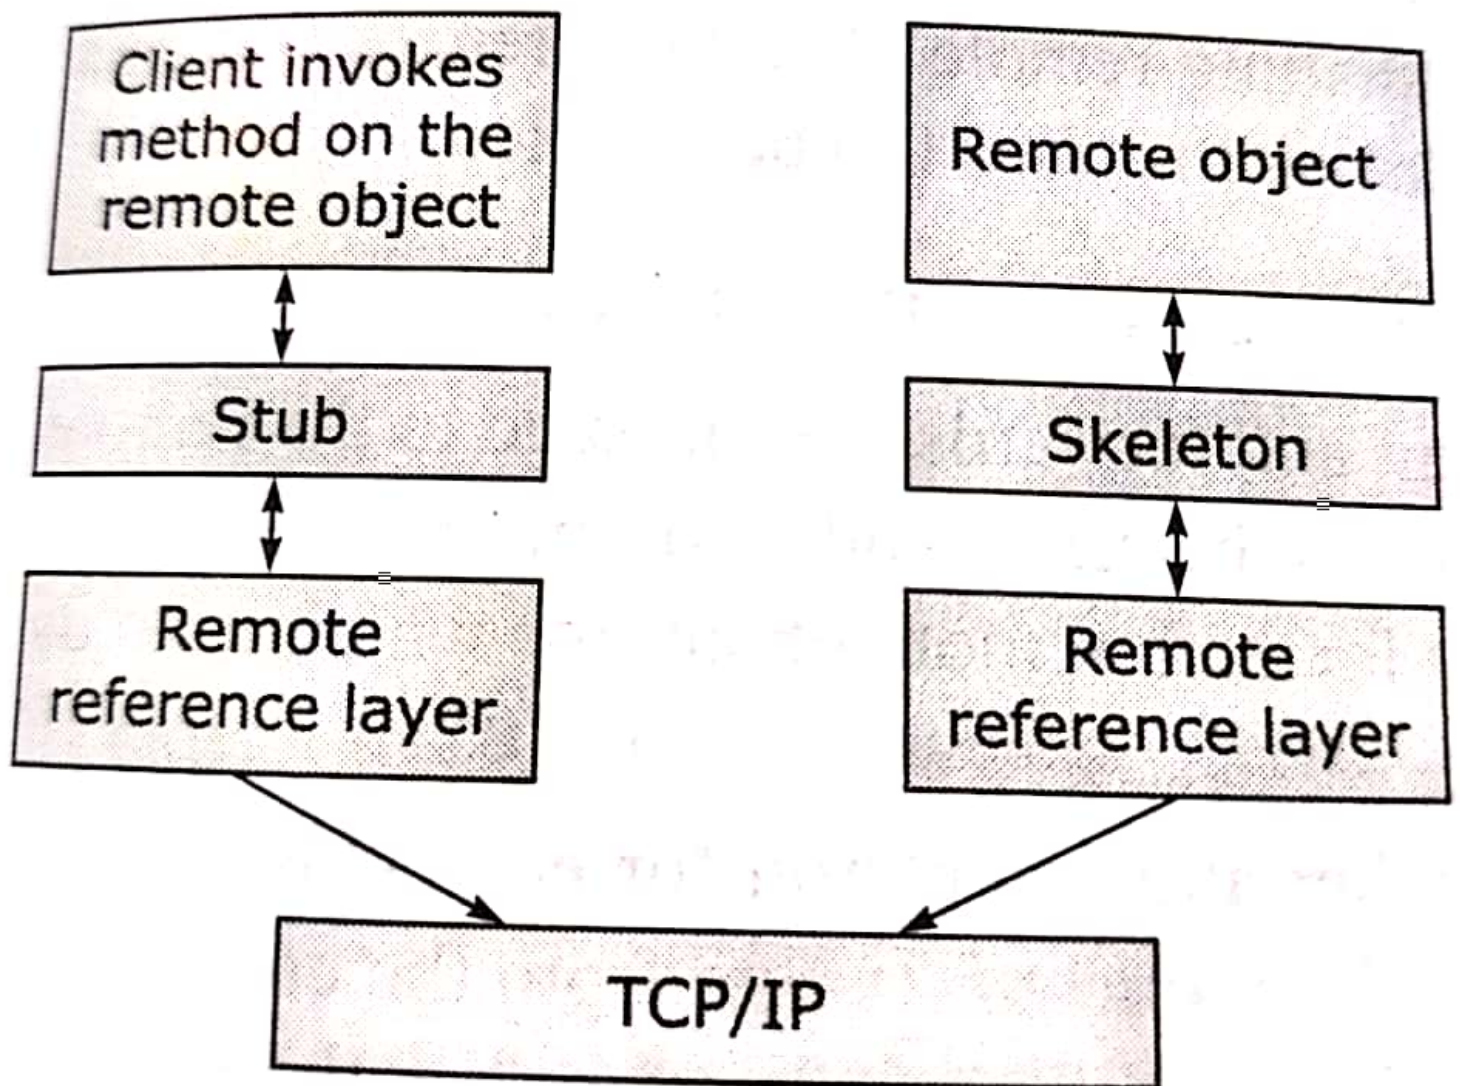 Client invokes
method on the
remote object
Remote object
Stub
Skeleton
Remote
reference layer
Remote
reference layer
TCP/IP